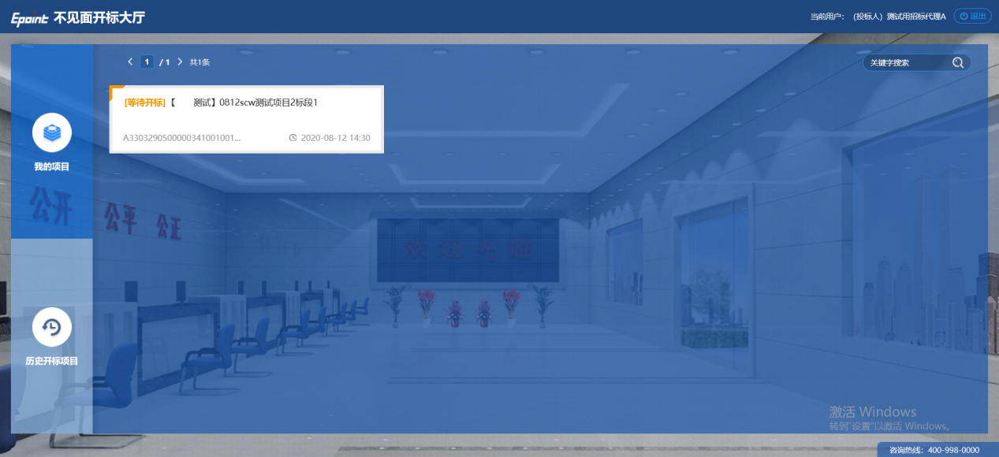 Epoint 不见面开标大厅
当前用户： (投标人) 测试用招标代理A 退出
1 / 1 共1条
关键字搜索
[等待开标]【 测试】0812scw测试项目2标段1
A3303290500000341001001... 2020-08-12 14:30
我的项目
公开 公平 公正
欢迎光临
历史开标项目
激活 Windows
转到"设置"以激活 Windows。
咨询热线：400-998-0000